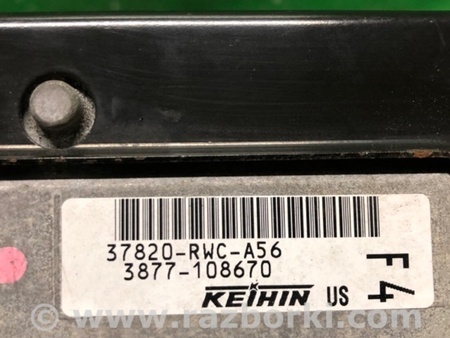 37820-RWC-A56
3877-108670
KEIHIN US
F4
www.razborki.com